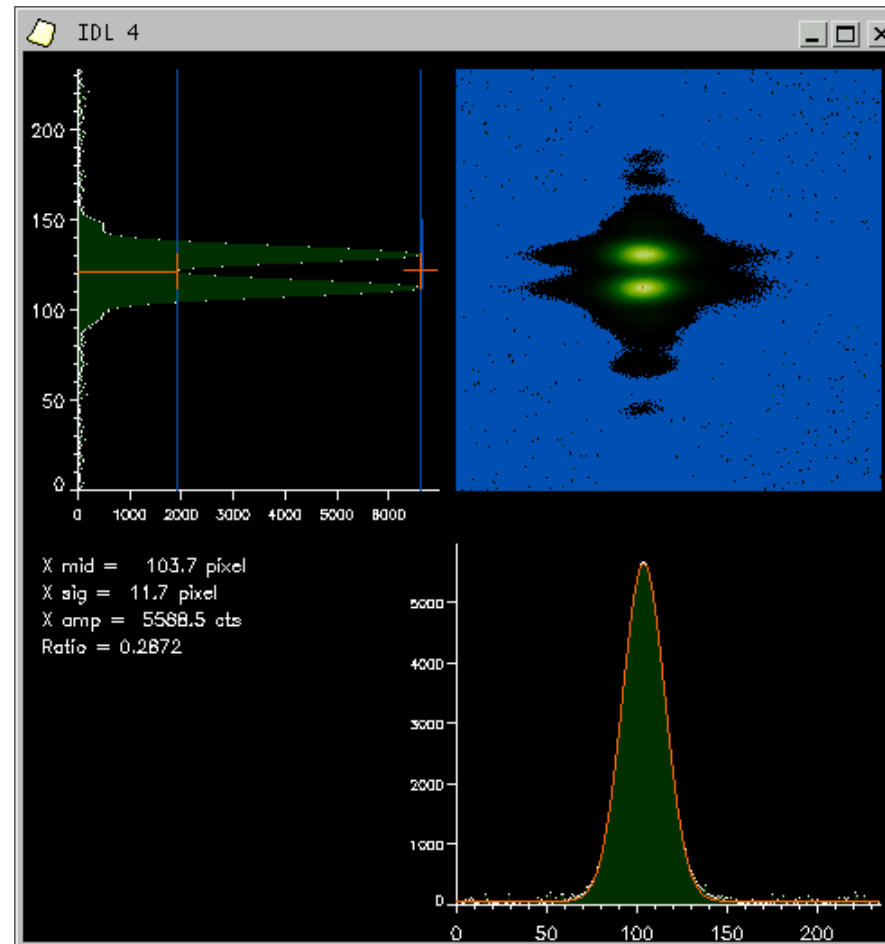 IDL 4
200
150
100
50
0
0 1000 2000 3000 4000 5000 6000
X mid = 103.7 pixel
X sig = 11.7 pixel
X amp = 5588.5 cts
Ratio = 0.2872
5000
4000
3000
2000
1000
0
0 50 100 150 200